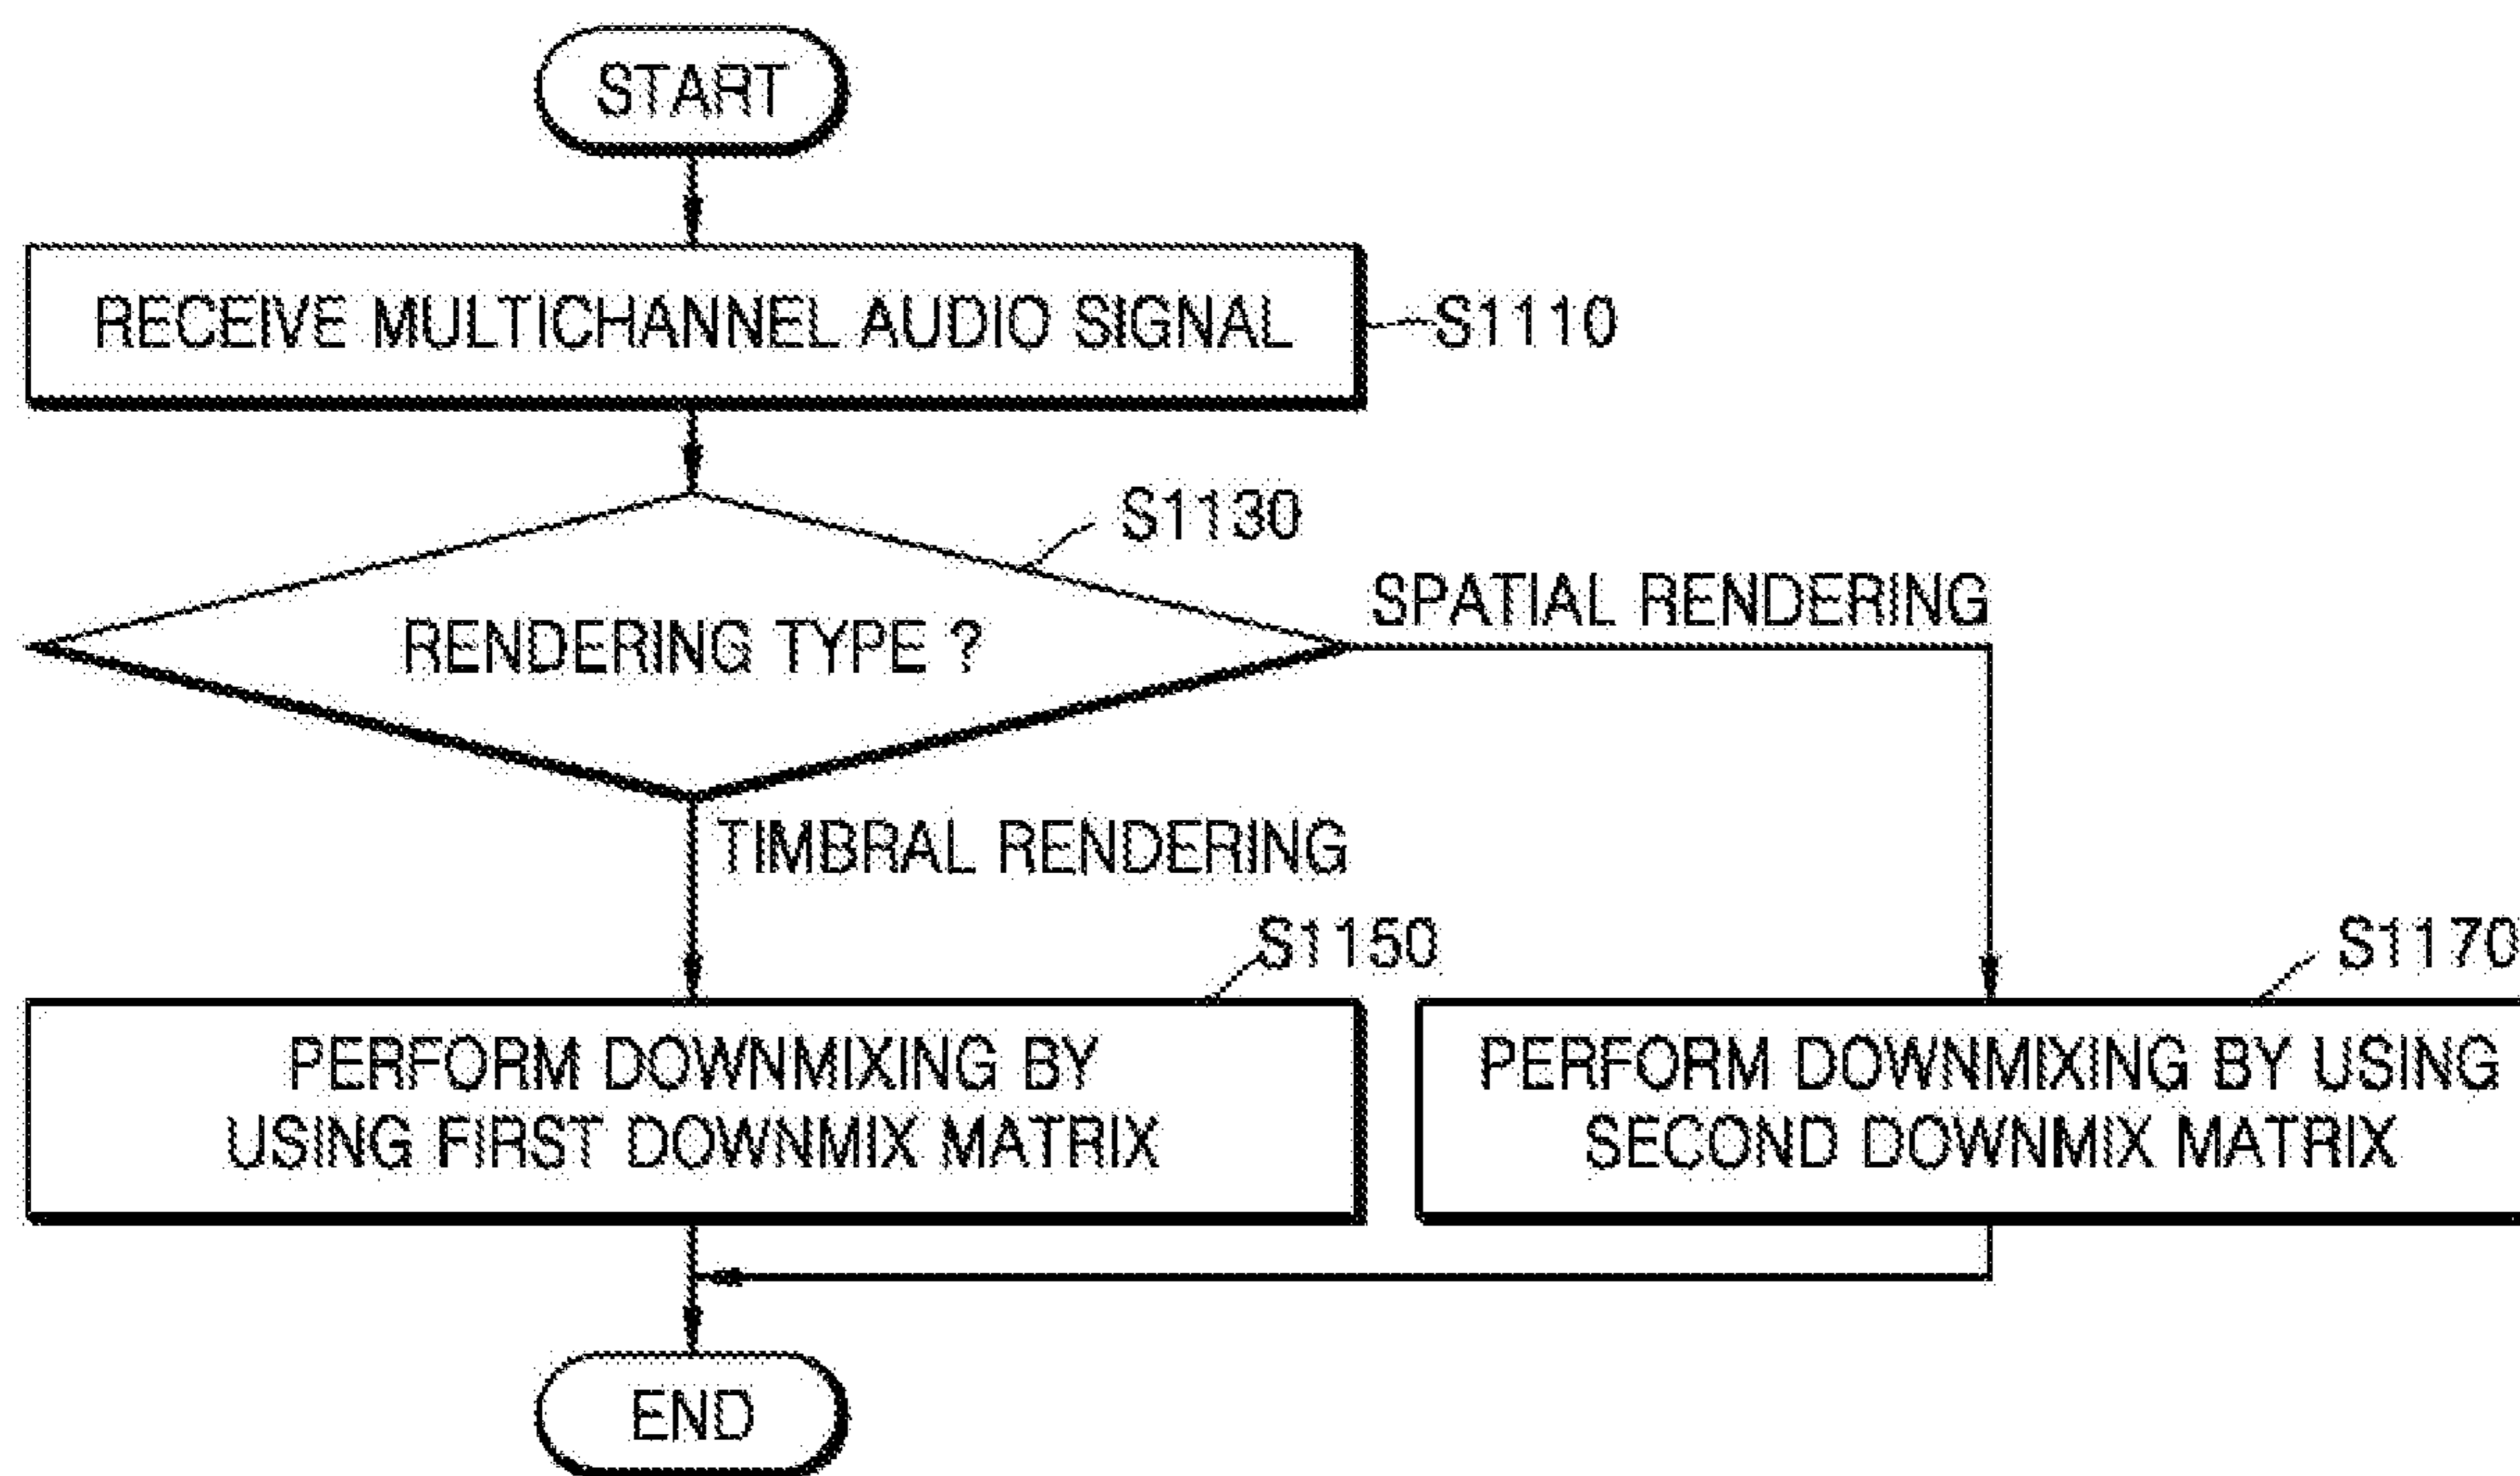 START
RECEIVE MULTICHANNEL AUDIO SIGNAL
S1110
S1130
SPATIAL RENDERING
RENDERING TYPE ?
TIMBRAL RENDERING
S1150
S1170
PERFORM DOWNMIXING BY
USING FIRST DOWNMIX MATRIX
PERFORM DOWNMIXING BY USING
SECOND DOWNMIX MATRIX
END